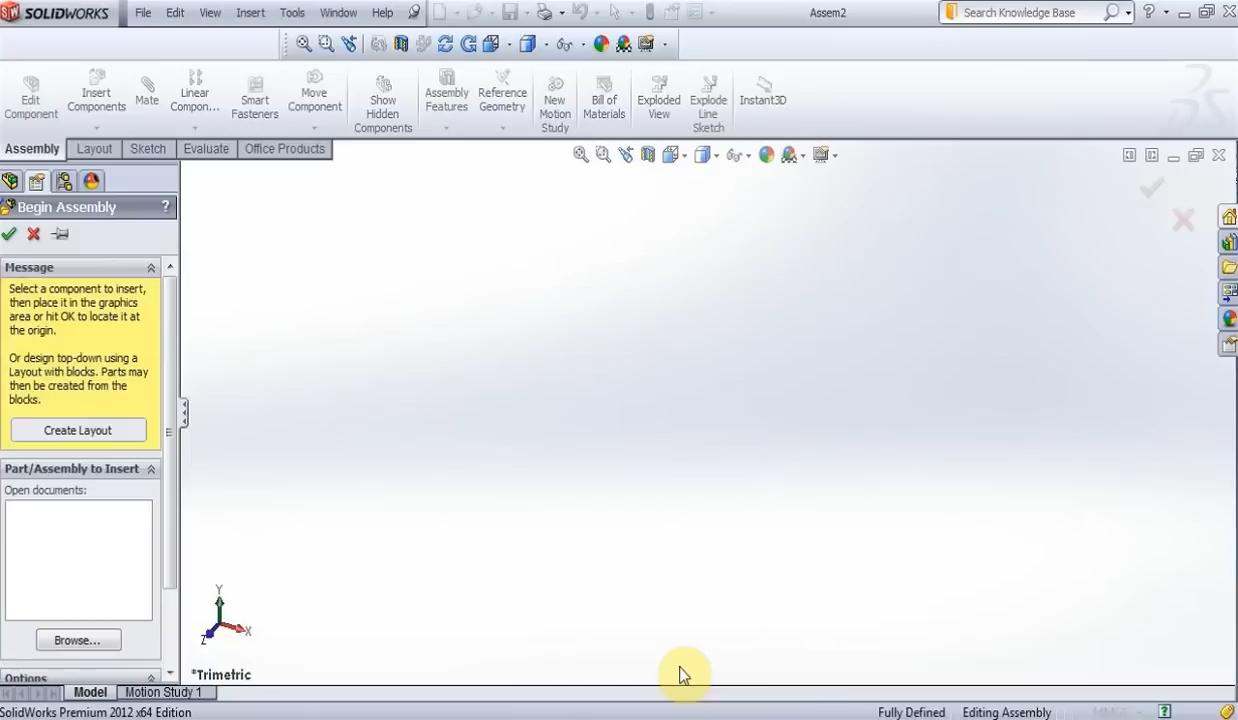 SOLIDWORKS File Edit View Insert Tools Window Help Assem2 Search Knowledge Base ?
Edit Component
Insert Components
Mate
Linear Compon...
Smart Fasteners
Move Component
Show Hidden Components
Assembly Features
Reference Geometry
New Motion Study
Bill of Materials
Exploded View
Explode Line Sketch
Instant3D
Assembly Layout Sketch Evaluate Office Products
Begin Assembly ?
Message
Select a component to insert,
then place it in the graphics
area or hit OK to locate it at
the origin.
Or design top-down using a
Layout with blocks. Parts may
then be created from the
blocks.
Create Layout
Part/Assembly to Insert
Open documents:
Browse...
Options
Y
X
Z
*Trimetric
Model Motion Study 1
SolidWorks Premium 2012 x64 Edition Fully Defined Editing Assembly